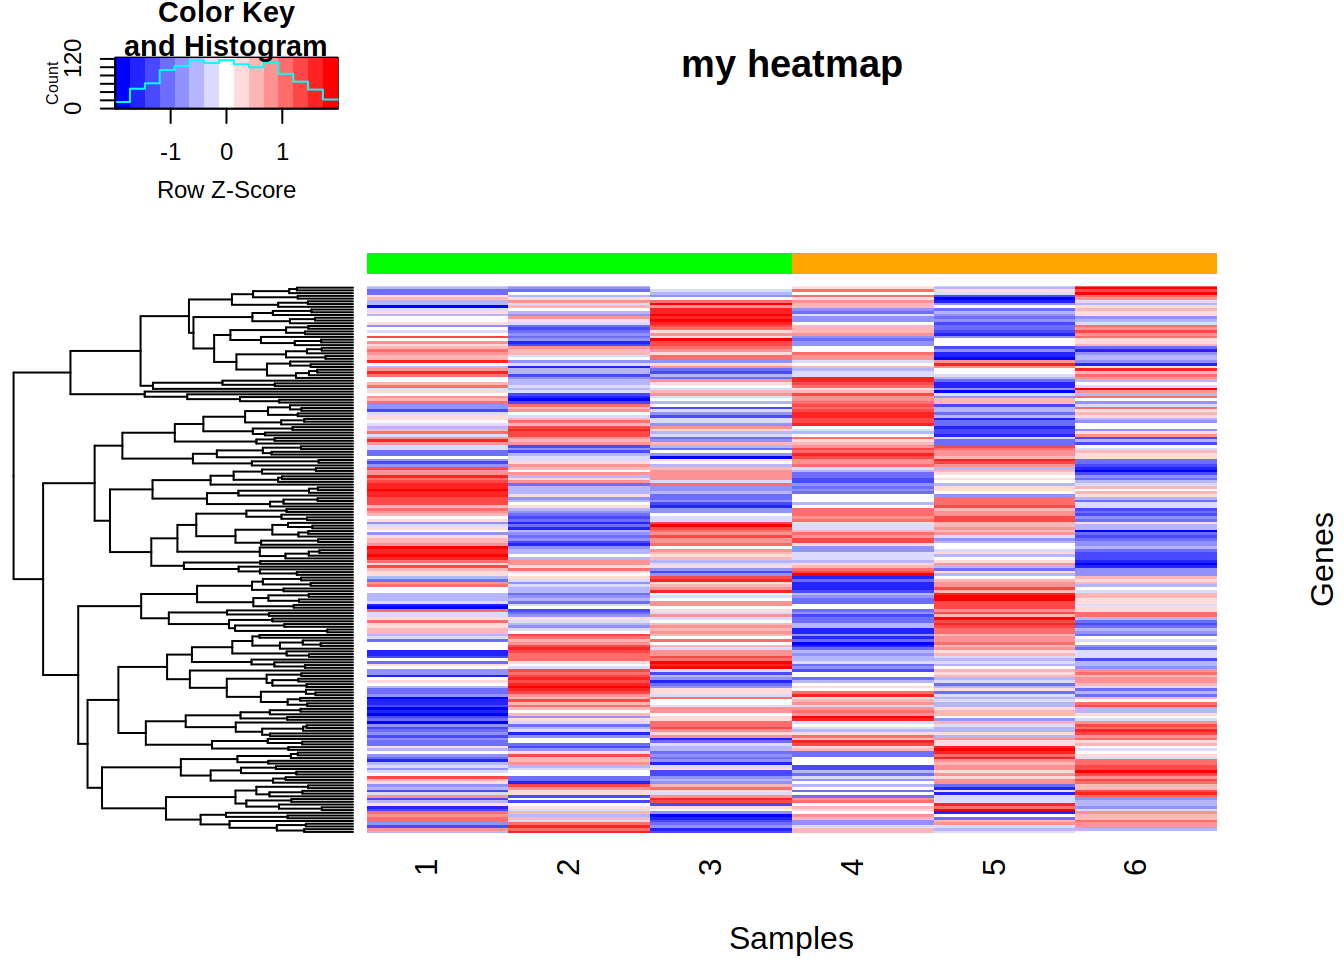 Color Key
and Histogram
Count
0 120
-1 0 1
Row Z-Score
my heatmap
Genes
1 2 3 4 5 6
Samples